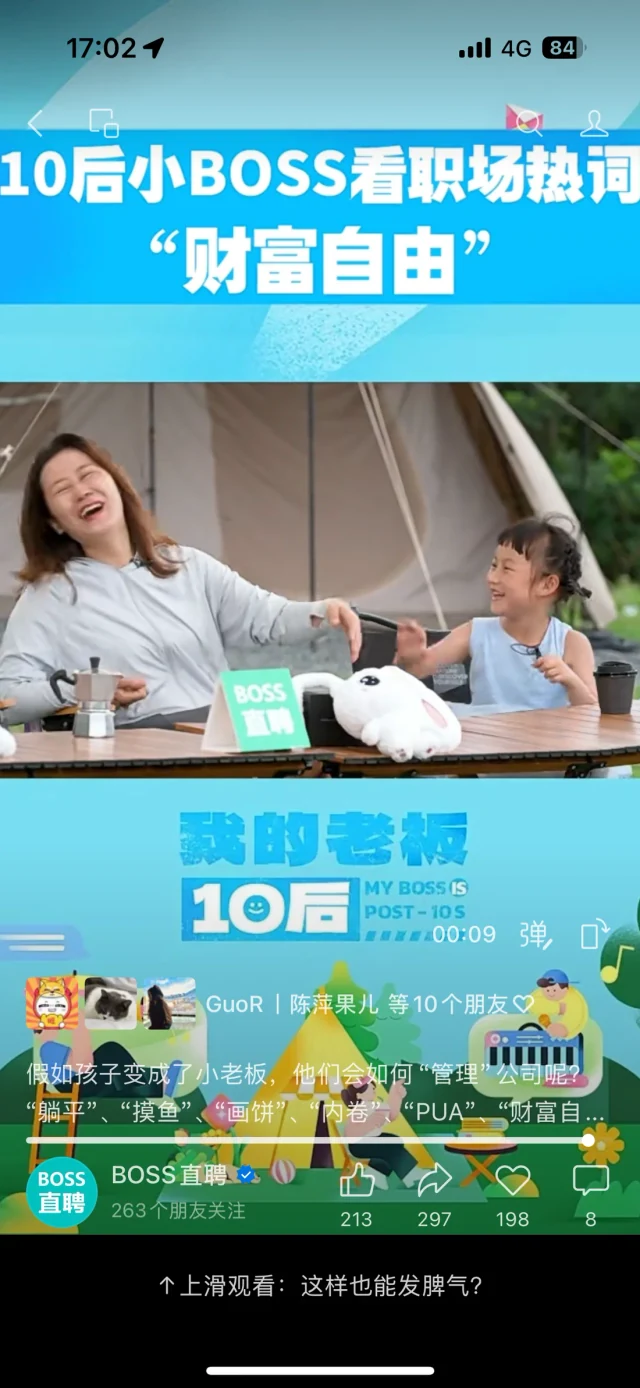 17:02
4G
84
10后小BOSS看职场热词
“财富自由”
BOSS
直聘
我的老板
10后
MY BOSS IS
POST-10S
00:09
弹
GuoR | 陈萍果儿 等10个朋友♡
假如孩子变成了小老板，他们会如何“管理”公司呢？
“躺平”、“摸鱼”、“画饼”、“内卷”、“PUA”、“财富自...
BOSS
直聘
BOSS直聘
263个朋友关注
213
297
198
8
↑上滑观看：这样也能发脾气？